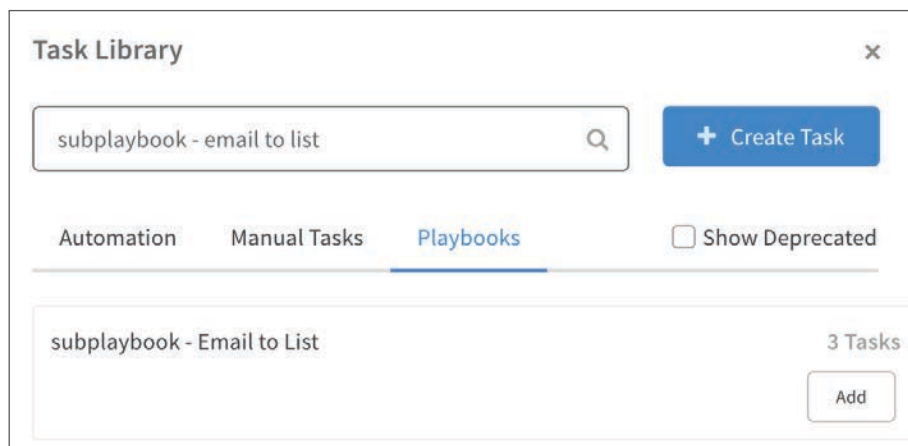 Task Library
subplaybook - email to list
Create Task
Automation Manual Tasks Playbooks Show Deprecated
subplaybook - Email to List 3 Tasks
Add